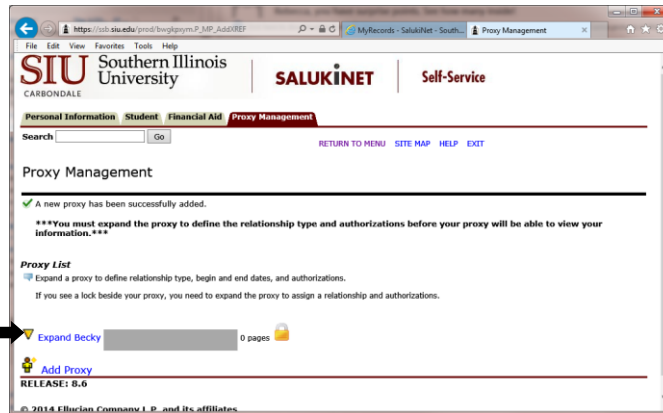 https://ssb.siu.edu/prod/bwgkpxym.P_MP_AddXREF
MyRecords - SalukiNet - South...
Proxy Management
File Edit View Favorites Tools Help
SIU Southern Illinois University
CARBONDALE
SALUKINET
Self-Service
Personal Information Student Financial Aid Proxy Management
Search Go
RETURN TO MENU SITE MAP HELP EXIT
Proxy Management
A new proxy has been successfully added.
***You must expand the proxy to define the relationship type and authorizations before your proxy will be able to view your
information.***
Proxy List
Expand a proxy to define relationship type, begin and end dates, and authorizations.
If you see a lock beside your proxy, you need to expand the proxy to assign a relationship and authorizations.
Expand Becky 0 pages
Add Proxy
RELEASE: 8.6
© 2014 Ellucian Company L.P. and its affiliates